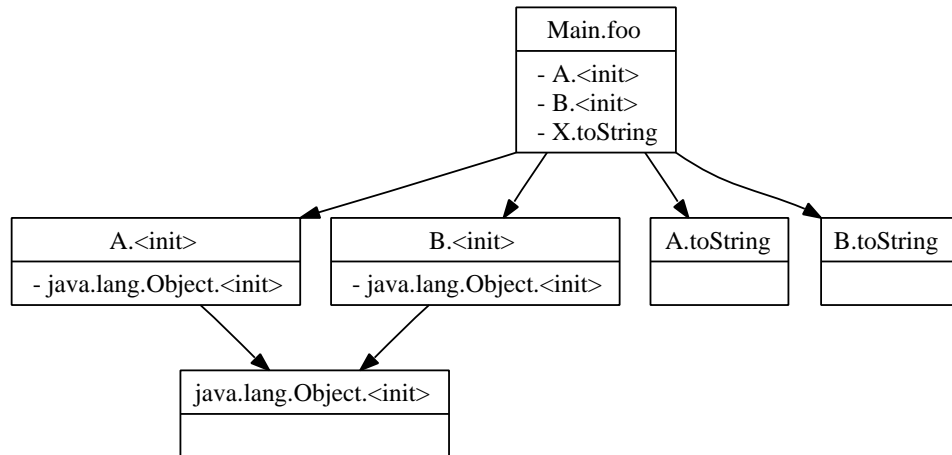 Main.foo
- A.<init>
- B.<init>
- X.toString
A.<init>
- java.lang.Object.<init>
B.<init>
- java.lang.Object.<init>
A.toString
B.toString
java.lang.Object.<init>